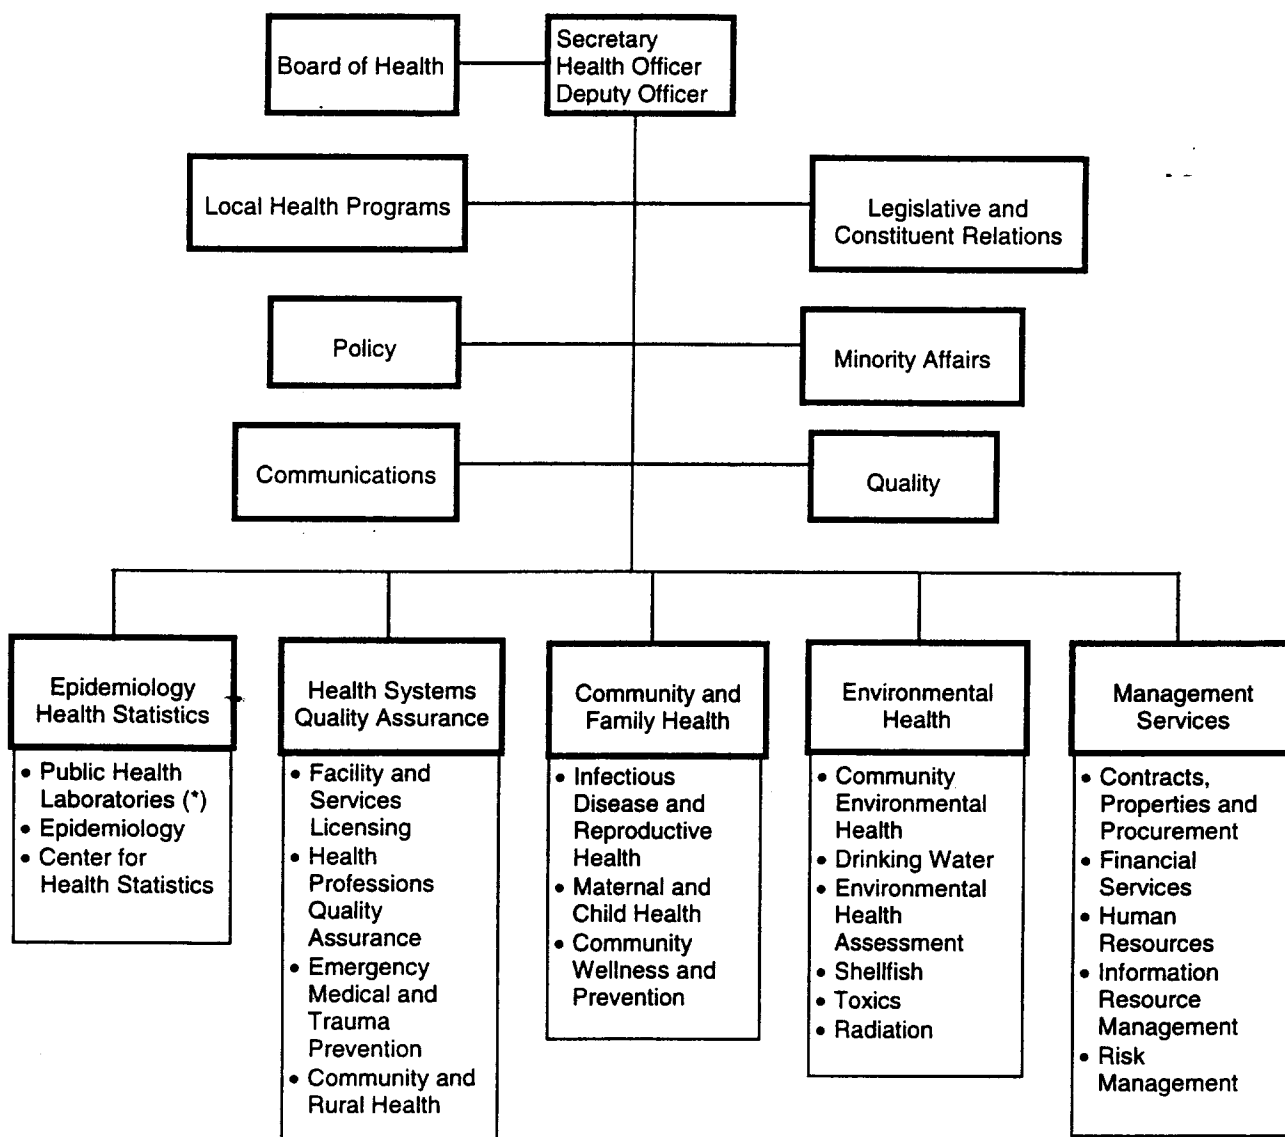 Board of Health
Secretary
Health Officer
Deputy Officer
Local Health Programs
Legislative and
Constituent Relations
Policy
Minority Affairs
Communications
Quality
Epidemiology
Health Statistics
• Public Health
Laboratories (*)
• Epidemiology
• Center for
Health Statistics
Health Systems
Quality Assurance
• Facility and
Services
Licensing
• Health
Professions
Quality
Assurance
• Emergency
Medical and
Trauma
Prevention
• Community and
Rural Health
Community and
Family Health
• Infectious
Disease and
Reproductive
Health
• Maternal and
Child Health
• Community
Wellness and
Prevention
Environmental
Health
• Community
Environmental
Health
• Drinking Water
• Environmental
Health
Assessment
• Shellfish
• Toxics
• Radiation
Management
Services
• Contracts,
Properties and
Procurement
• Financial
Services
• Human
Resources
• Information
Resource
Management
• Risk
Management